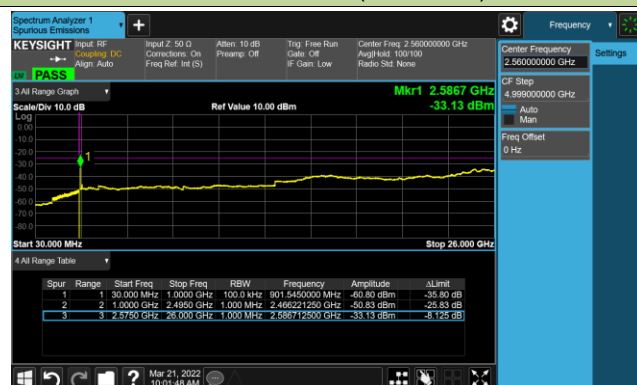 Spectrum Analyzer 1
Spurious Emissions
Frequency
KEYSIGHT
Input: RF
Coupling: DC
Align: Auto
Input Z: 50 Ω
Corrections: On
Freq Ref: Int (S)
Atten: 10 dB
Preamp: Off
Trig: Free Run
Gate: Off
IF Gain: Low
Center Freq: 2.560000000 GHz
Avg|Hold: 100/100
Radio Std: None
PASS
3 All Range Graph
Mkr1 2.5867 GHz
Scale/Div 10.0 dB
Ref Value 10.00 dBm
-33.13 dBm
Log
0.00
-10.0
-20.0
-30.0
-40.0
-50.0
-60.0
-70.0
-80.0
1
Start 30.000 MHz
Stop 26.000 GHz
4 All Range Table
Spur Range Start Freq Stop Freq RBW Frequency Amplitude ΔLimit
1 1 30.000 MHz 1.0000 GHz 100.0 kHz 901.5450000 MHz -60.80 dBm -35.80 dB
2 2 1.0000 GHz 2.4950 GHz 1.000 MHz 2.466221250 GHz -50.83 dBm -25.83 dB
3 3 2.5750 GHz 26.000 GHz 1.000 MHz 2.586712500 GHz -33.13 dBm -8.125 dB
Center Frequency
2.560000000 GHz
Settings
CF Step
4.999000000 GHz
Auto
Man
Freq Offset
0 Hz
Mar 21, 2022
10:01:48 AM